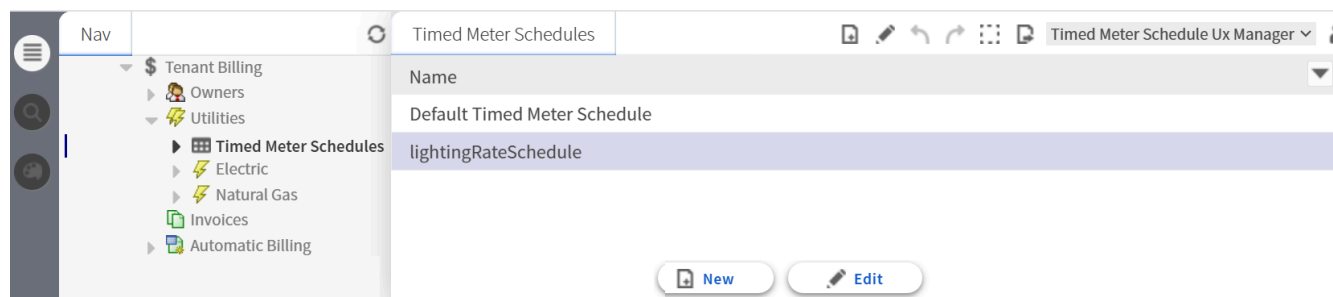 Nav
Timed Meter Schedules
Timed Meter Schedule Ux Manager
Tenant Billing
Owners
Utilities
Timed Meter Schedules
Electric
Natural Gas
Invoices
Automatic Billing
Name
Default Timed Meter Schedule
lightingRateSchedule
New
Edit